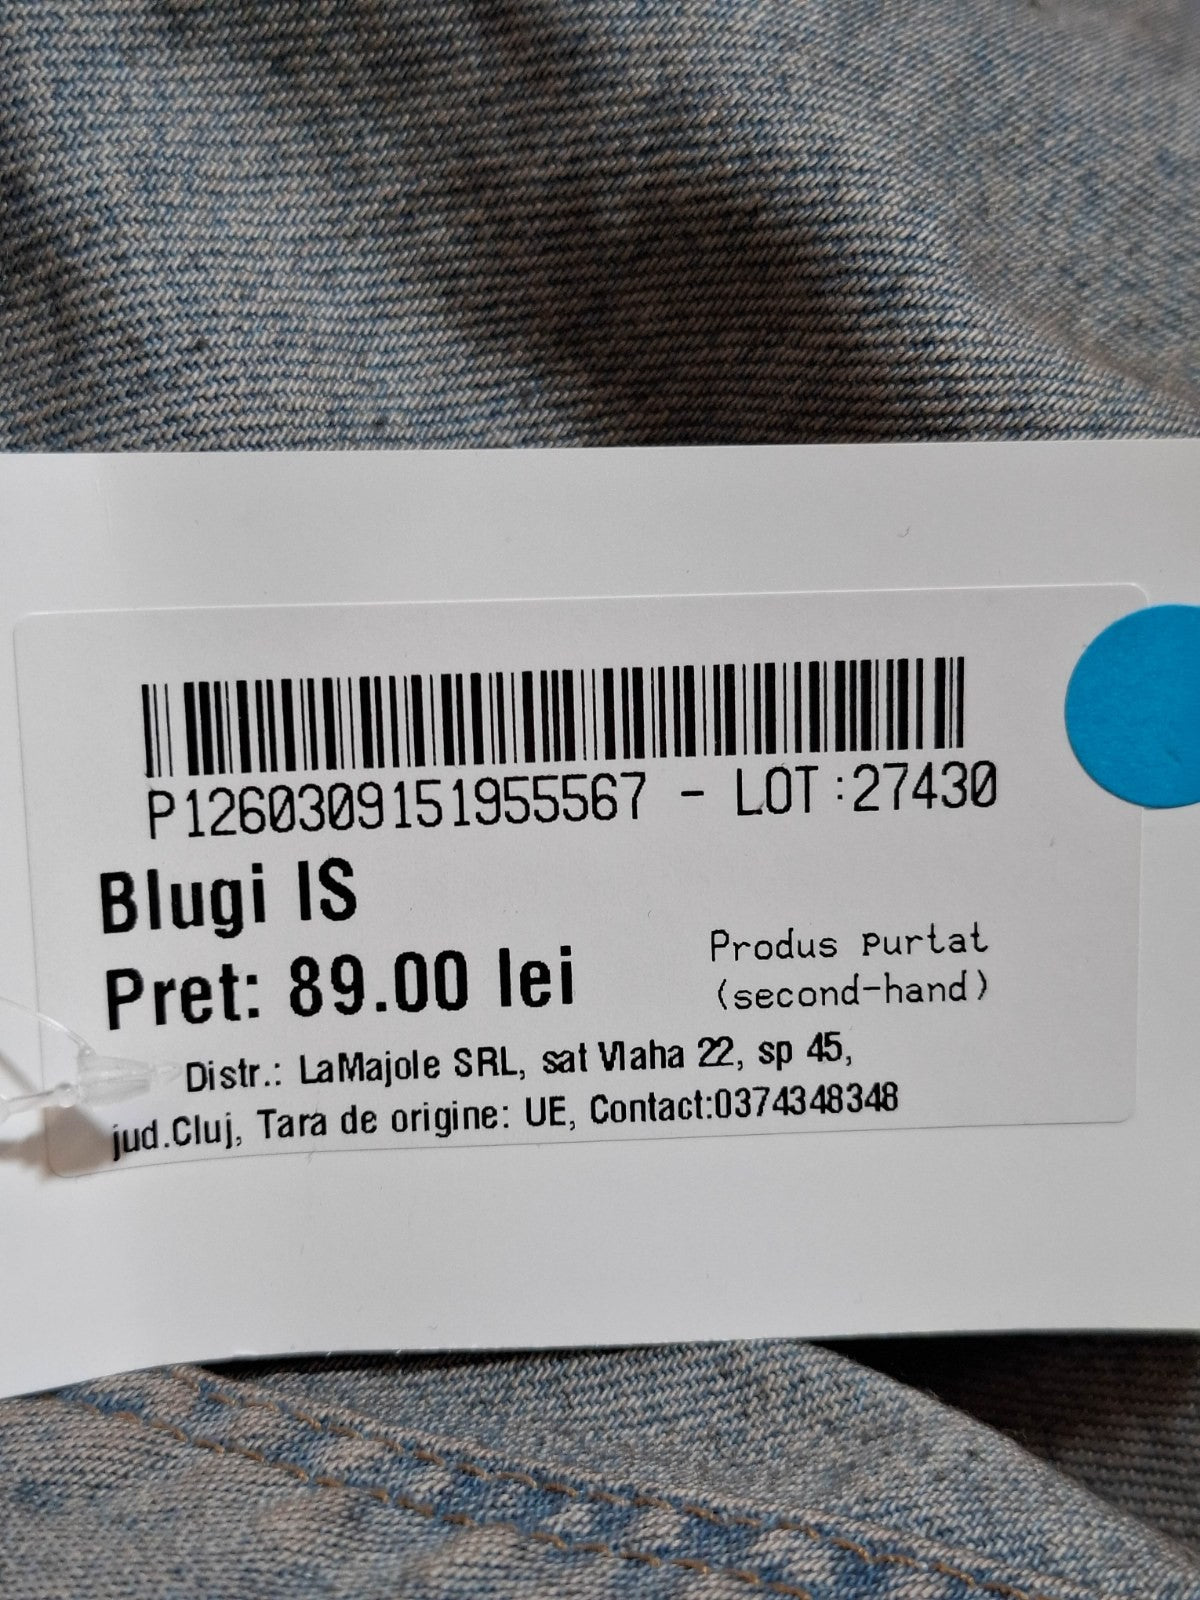 P1260309151955567 - LOT:27430
Blugi IS
Pret: 89.00 lei
Produs purtat
(second-hand)
Distr.: LaMajole SRL, sat Vlaha 22, sp 45,
jud.Cluj, Tara de origine: UE, Contact:0374348348